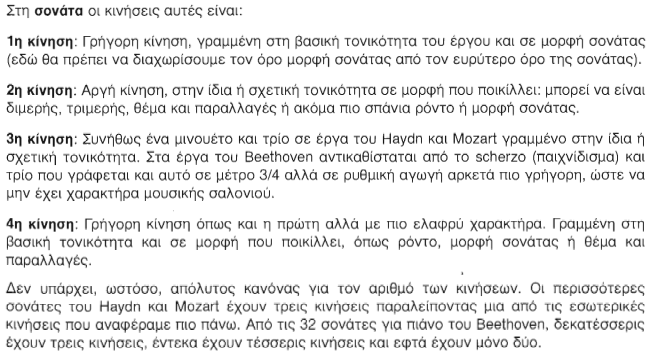 Στη σονάτα οι κινήσεις αυτές είναι:
1η κίνηση: Γρήγορη κίνηση, γραμμένη στη βασική τονικότητα του έργου και σε μορφή σονάτας
(εδώ θα πρέπει να διαχωρίσουμε τον όρο μορφή σονάτας από τον ευρύτερο όρο της σονάτας).
2η κίνηση: Αργή κίνηση, στην ίδια ή σχετική τονικότητα σε μορφή που ποικίλλει: μπορεί να είναι
διμερής, τριμερής, θέμα και παραλλαγές ή ακόμα πιο σπάνια ρόντο ή μορφή σονάτας.
3η κίνηση: Συνήθως ένα μινουέτο και τρίο σε έργα του Haydn και Mozart γραμμένο στην ίδια ή
σχετική τονικότητα. Στα έργα του Beethoven αντικαθίσταται από το scherzo (παιχνίδισμα) και
τρίο που γράφεται και αυτό σε μέτρο 3/4 αλλά σε ρυθμική αγωγή αρκετά πιο γρήγορη, ώστε να
μην έχει χαρακτήρα μουσικής σαλονιού.
4η κίνηση: Γρήγορη κίνηση όπως και η πρώτη αλλά με πιο ελαφρύ χαρακτήρα. Γραμμένη στη
βασική τονικότητα και σε μορφή που ποικίλλει, όπως ρόντο, μορφή σονάτας ή θέμα και
παραλλαγές.
Δεν υπάρχει, ωστόσο, απόλυτος κανόνας για τον αριθμό των κινήσεων. Οι περισσότερες
σονάτες του Haydn και Mozart έχουν τρεις κινήσεις παραλείποντας μια από τις εσωτερικές
κινήσεις που αναφέραμε πιο πάνω. Από τις 32 σονάτες για πιάνο του Beethoven, δεκατέσσερις
έχουν τρεις κινήσεις, έντεκα έχουν τέσσερις κινήσεις και εφτά έχουν μόνο δύο.